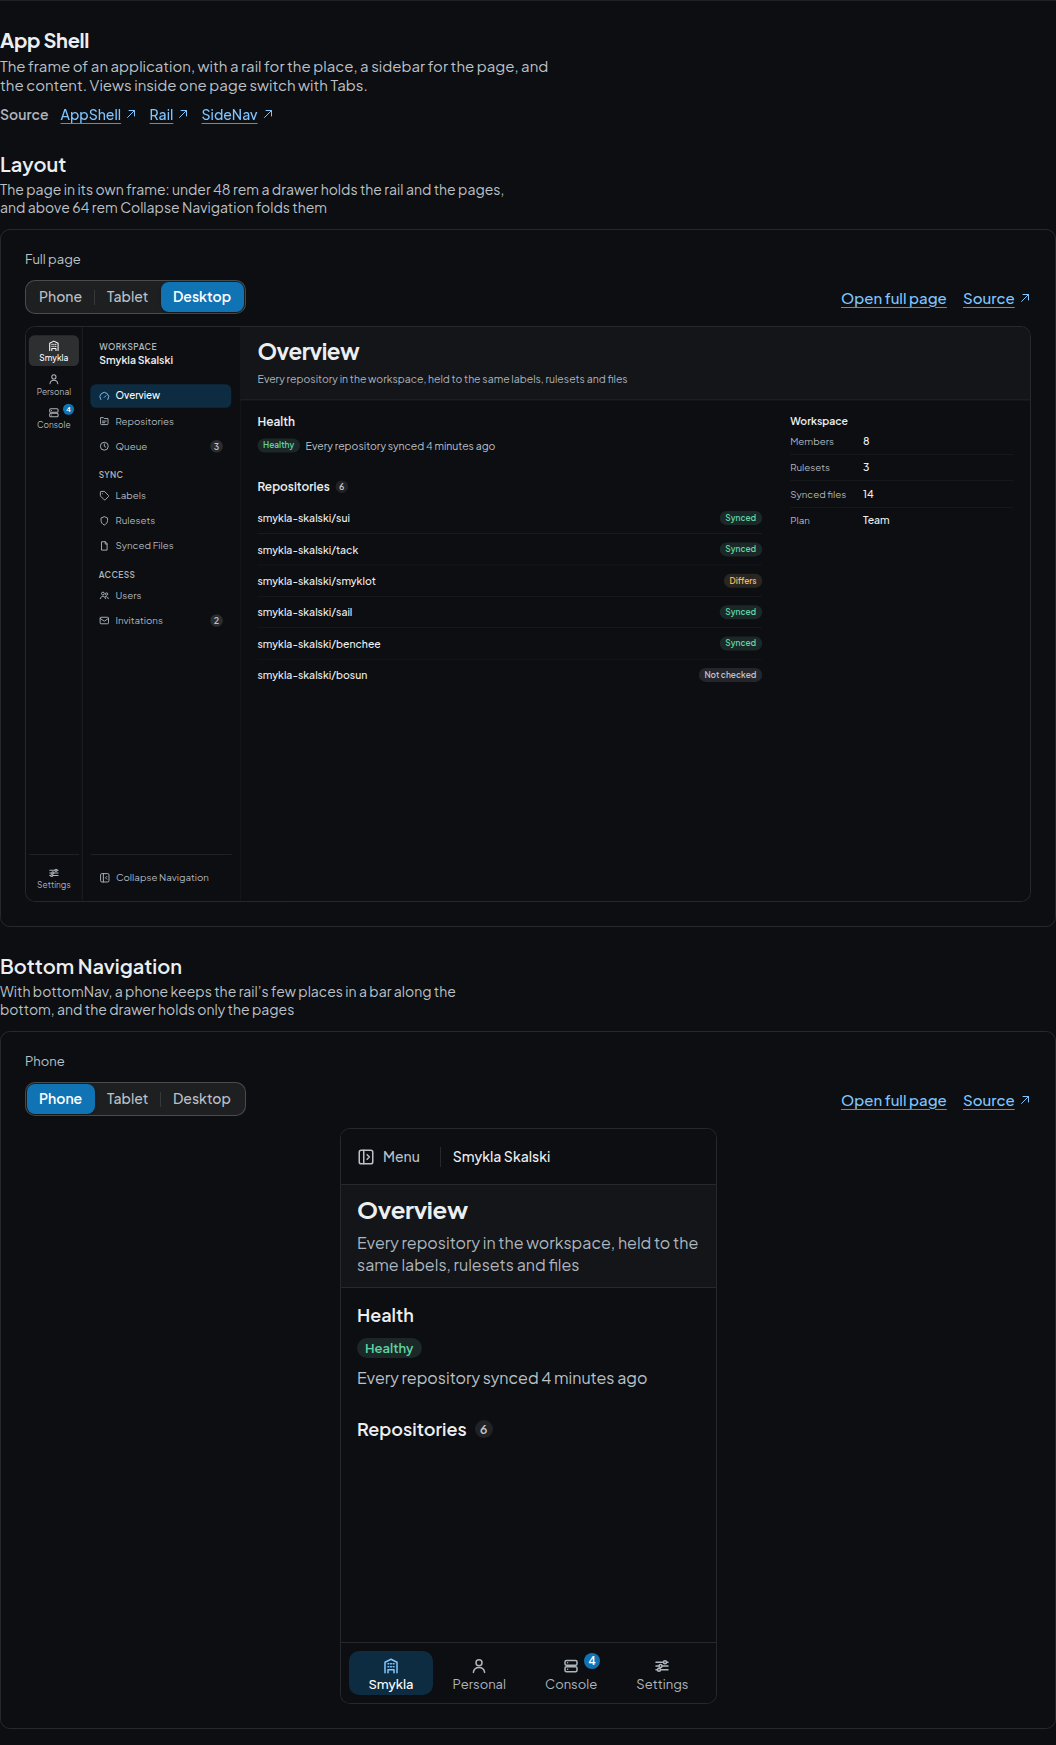 App Shell
The frame of an application, with a rail for the place, a sidebar for the page, and
the content. Views inside one page switch with Tabs.
Source AppShell Rail SideNav
Layout
The page in its own frame: under 48 rem a drawer holds the rail and the pages,
and above 64 rem Collapse Navigation folds them
Full page
Phone Tablet Desktop
Open full page Source
Smykla
Personal
Console 4
Settings
WORKSPACE
Smykla Skalski
Overview
Repositories
Queue 3
SYNC
Labels
Rulesets
Synced Files
ACCESS
Users
Invitations 2
Collapse Navigation
Overview
Every repository in the workspace, held to the same labels, rulesets and files
Health
Healthy Every repository synced 4 minutes ago
Repositories 6
smykla-skalski/sui Synced
smykla-skalski/tack Synced
smykla-skalski/smyklot Differs
smykla-skalski/sail Synced
smykla-skalski/benchee Synced
smykla-skalski/bosun Not checked
Workspace
Members 8
Rulesets 3
Synced files 14
Plan Team
Bottom Navigation
With bottomNav, a phone keeps the rail's few places in a bar along the
bottom, and the drawer holds only the pages
Phone
Phone Tablet Desktop
Open full page Source
Menu Smykla Skalski
Overview
Every repository in the workspace, held to the
same labels, rulesets and files
Health
Healthy
Every repository synced 4 minutes ago
Repositories 6
4
Smykla Personal Console Settings